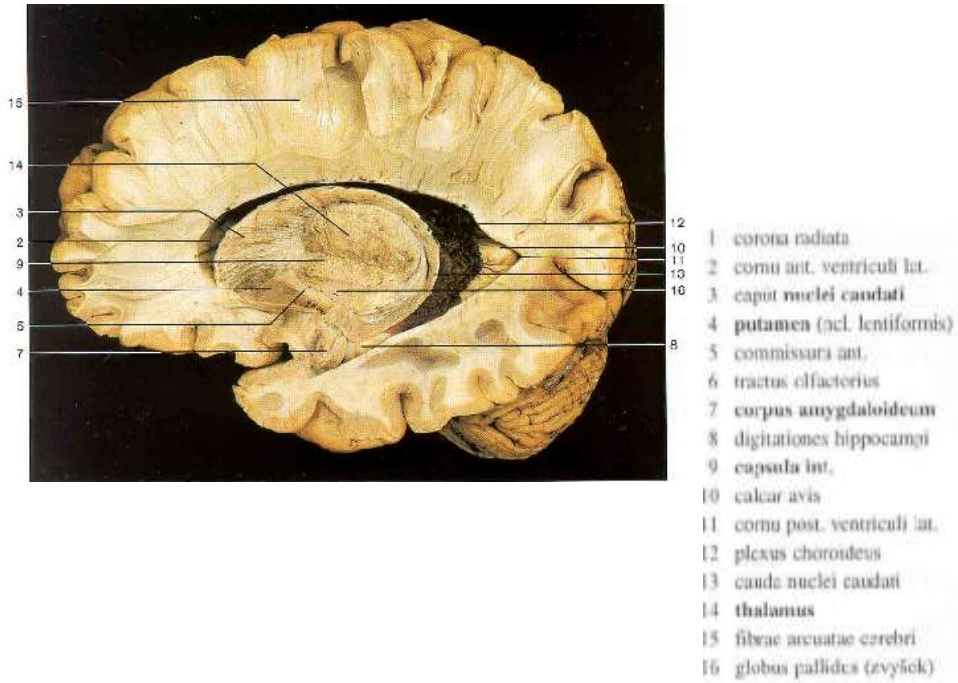 15
14
3
2
9
4
5
7
12
10
11
13
16
8
1 corona radiata
2 cornu ant. ventriculi lat.
3 caput nuclei caudati
4 putamen (ncl. lentiformis)
5 commissura ant.
6 tractus olfactorius
7 corpus amygdaloideum
8 digitationes hippocampi
9 capsula int.
10 calcar avis
11 cornu post. ventriculi lat.
12 plexus choroideus
13 cauda nuclei caudati
14 thalamus
15 fibrae arcuatae cerebri
16 globus pallidus (zvyšok)